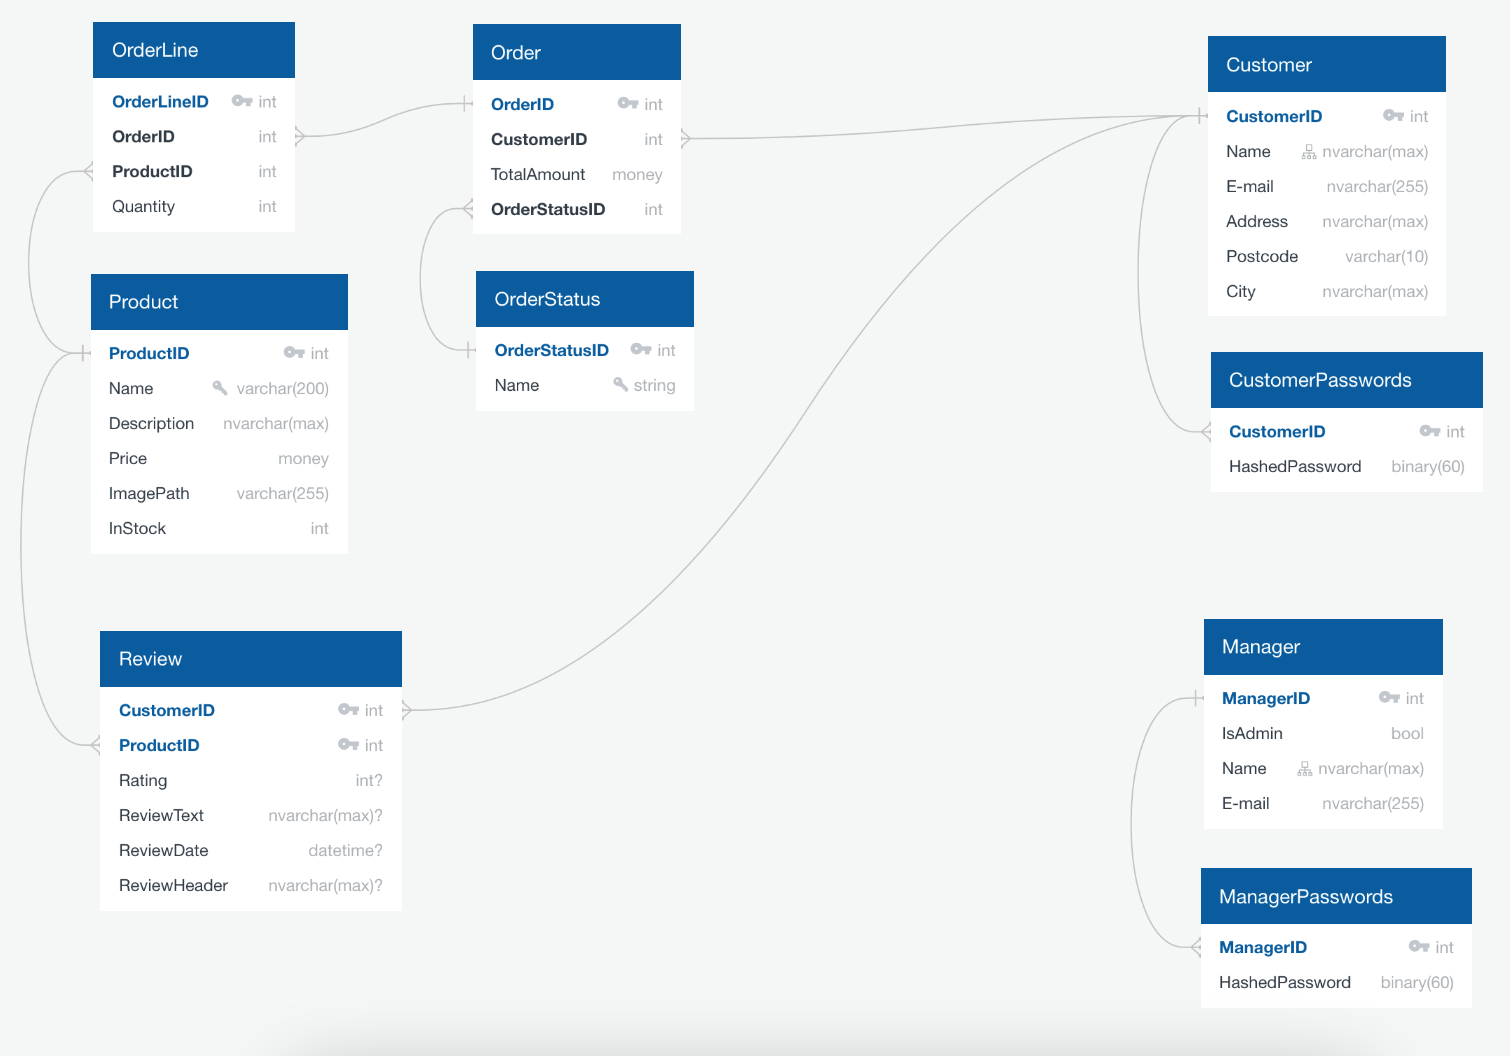 OrderLine
OrderLineID int
OrderID int
ProductID int
Quantity int
Order
OrderID int
CustomerID int
TotalAmount money
OrderStatusID int
Customer
CustomerID int
Name nvarchar(max)
E-mail nvarchar(255)
Address nvarchar(max)
Postcode varchar(10)
City nvarchar(max)
Product
ProductID int
Name varchar(200)
Description nvarchar(max)
Price money
ImagePath varchar(255)
InStock int
OrderStatus
OrderStatusID int
Name string
CustomerPasswords
CustomerID int
HashedPassword binary(60)
Review
CustomerID int
ProductID int
Rating int?
ReviewText nvarchar(max)?
ReviewDate datetime?
ReviewHeader nvarchar(max)?
Manager
ManagerID int
IsAdmin bool
Name nvarchar(max)
E-mail nvarchar(255)
ManagerPasswords
ManagerID int
HashedPassword binary(60)